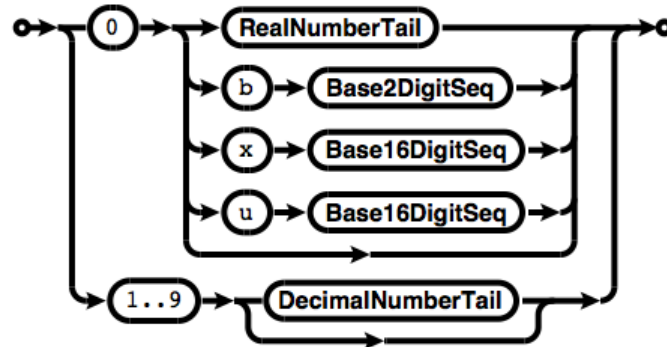 0 RealNumberTail
b Base2DigitSeq
x Base16DigitSeq
u Base16DigitSeq
1..9 DecimalNumberTail